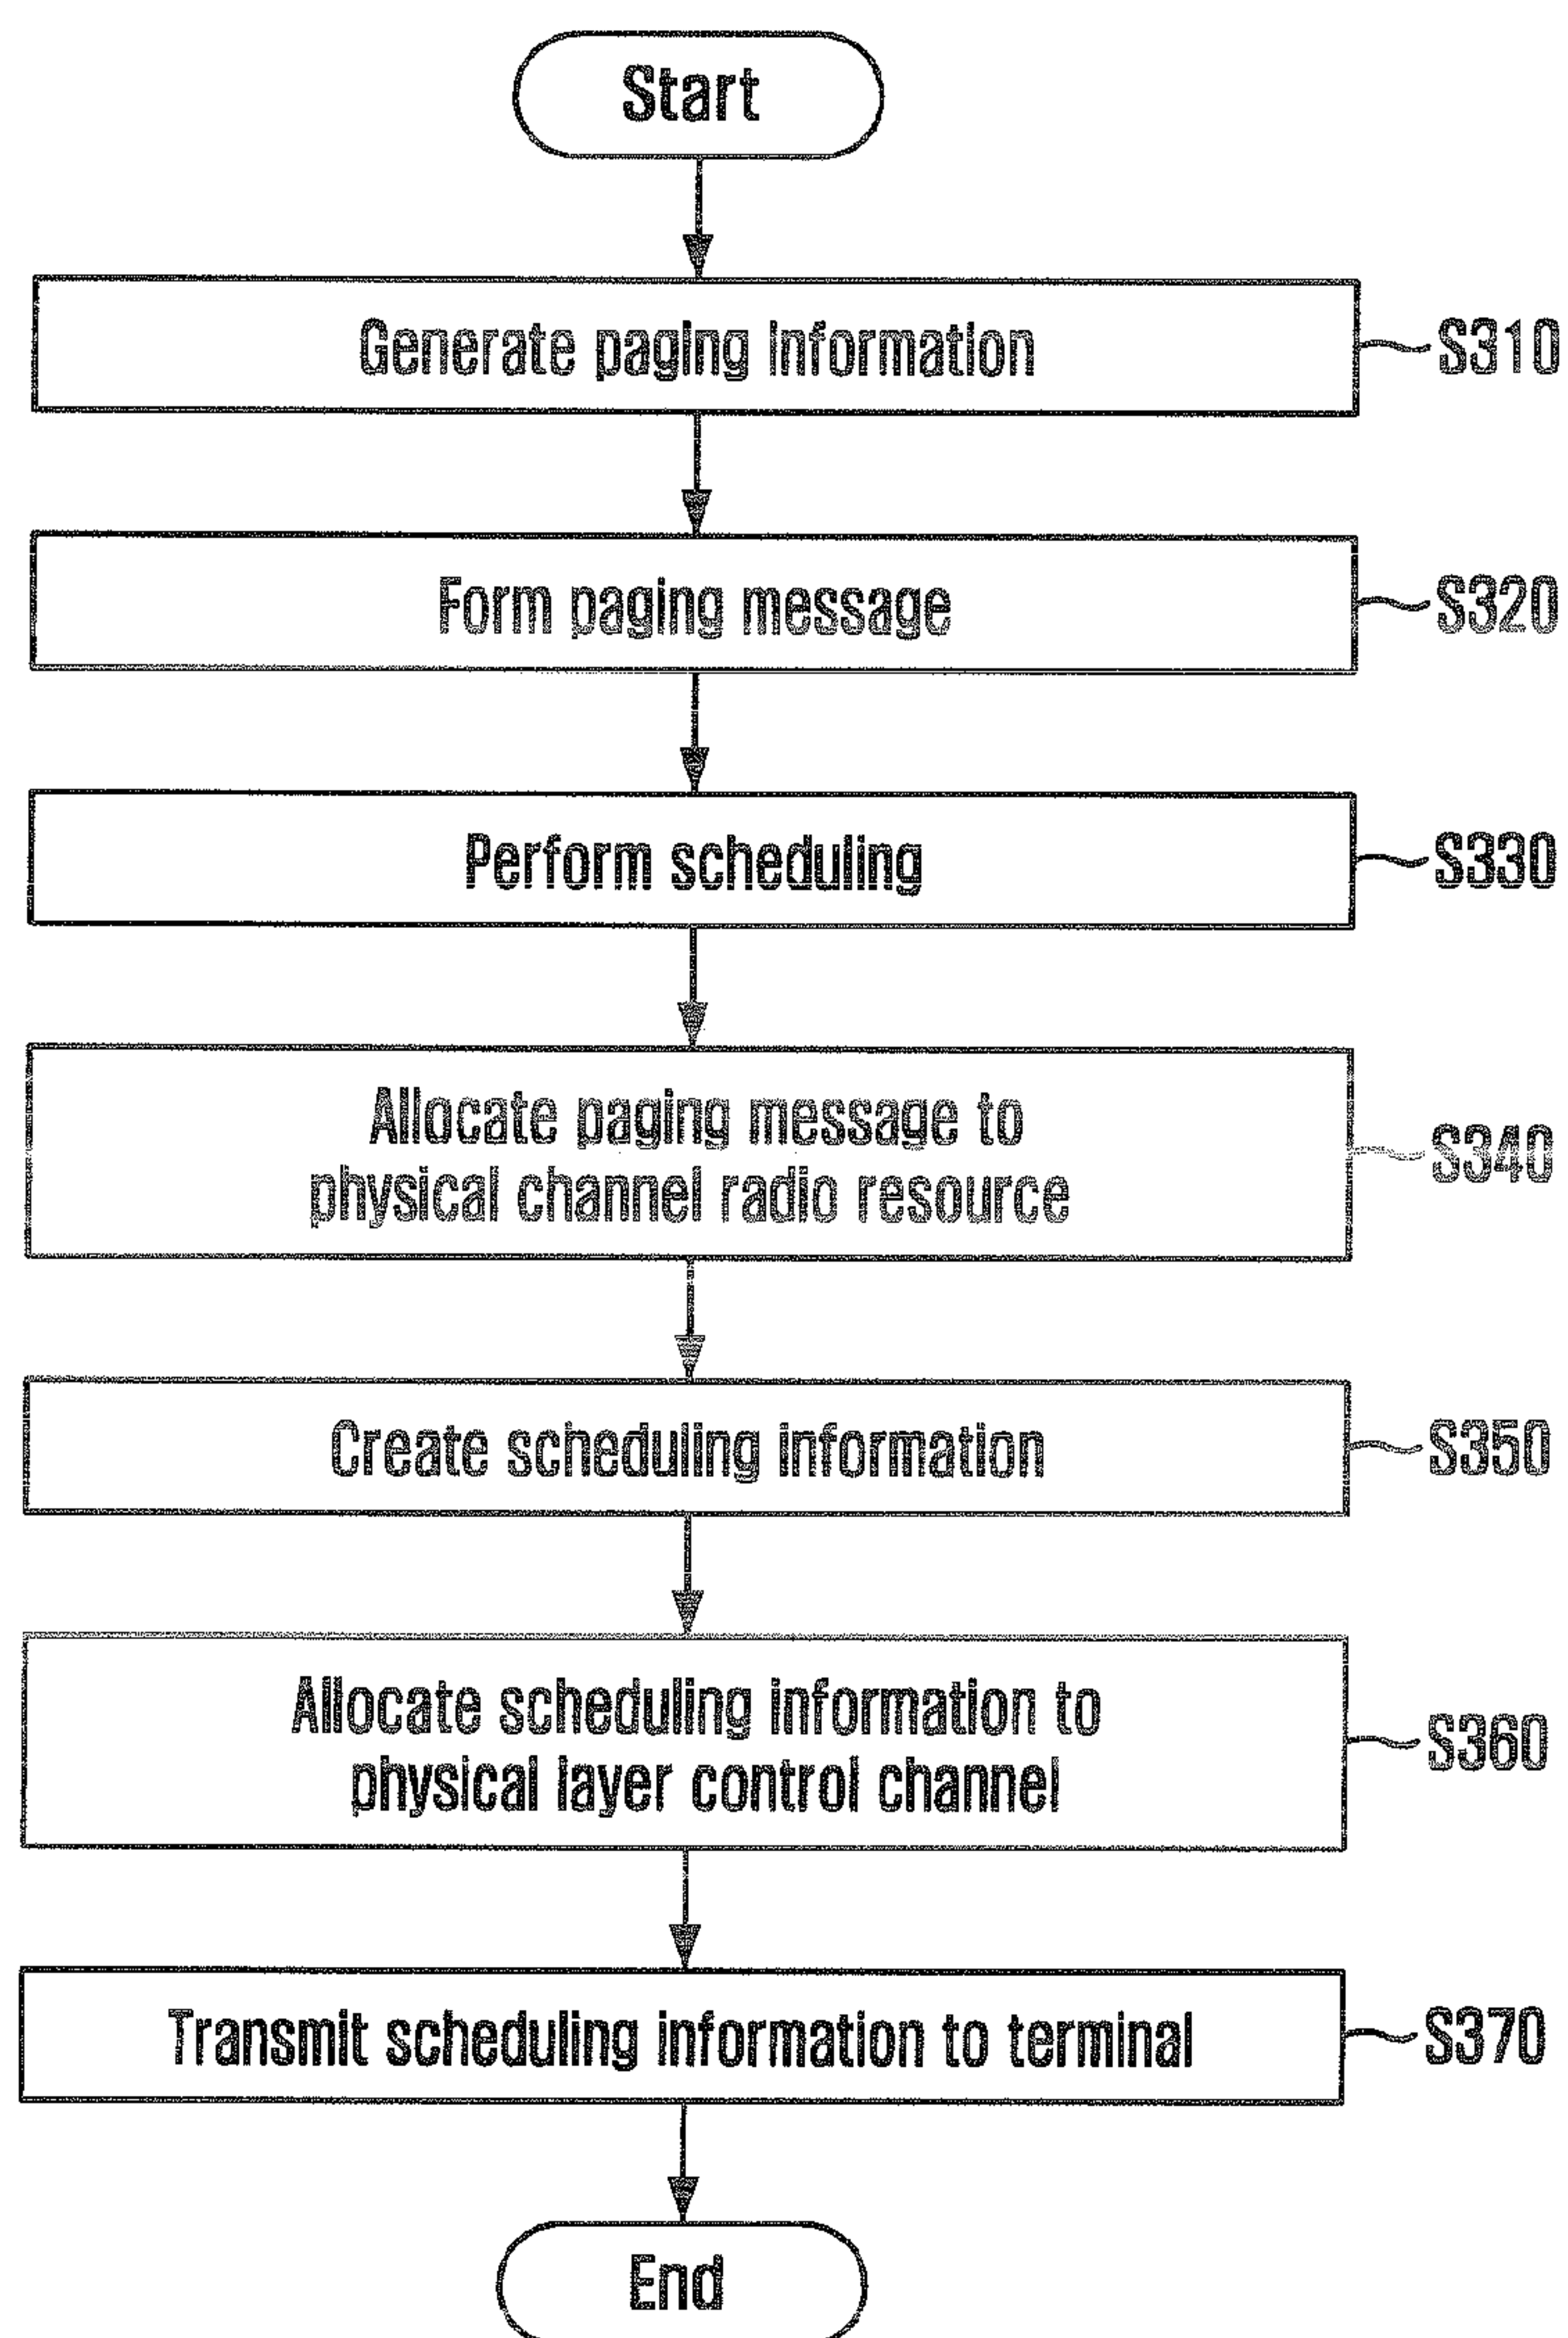 Start
Generate paging information
S310
Form paging message
S320
Perform scheduling
S330
Allocate paging message to
physical channel radio resource
S340
Create scheduling information
S350
Allocate scheduling information to
physical layer control channel
S360
Transmit scheduling information to terminal
S370
End